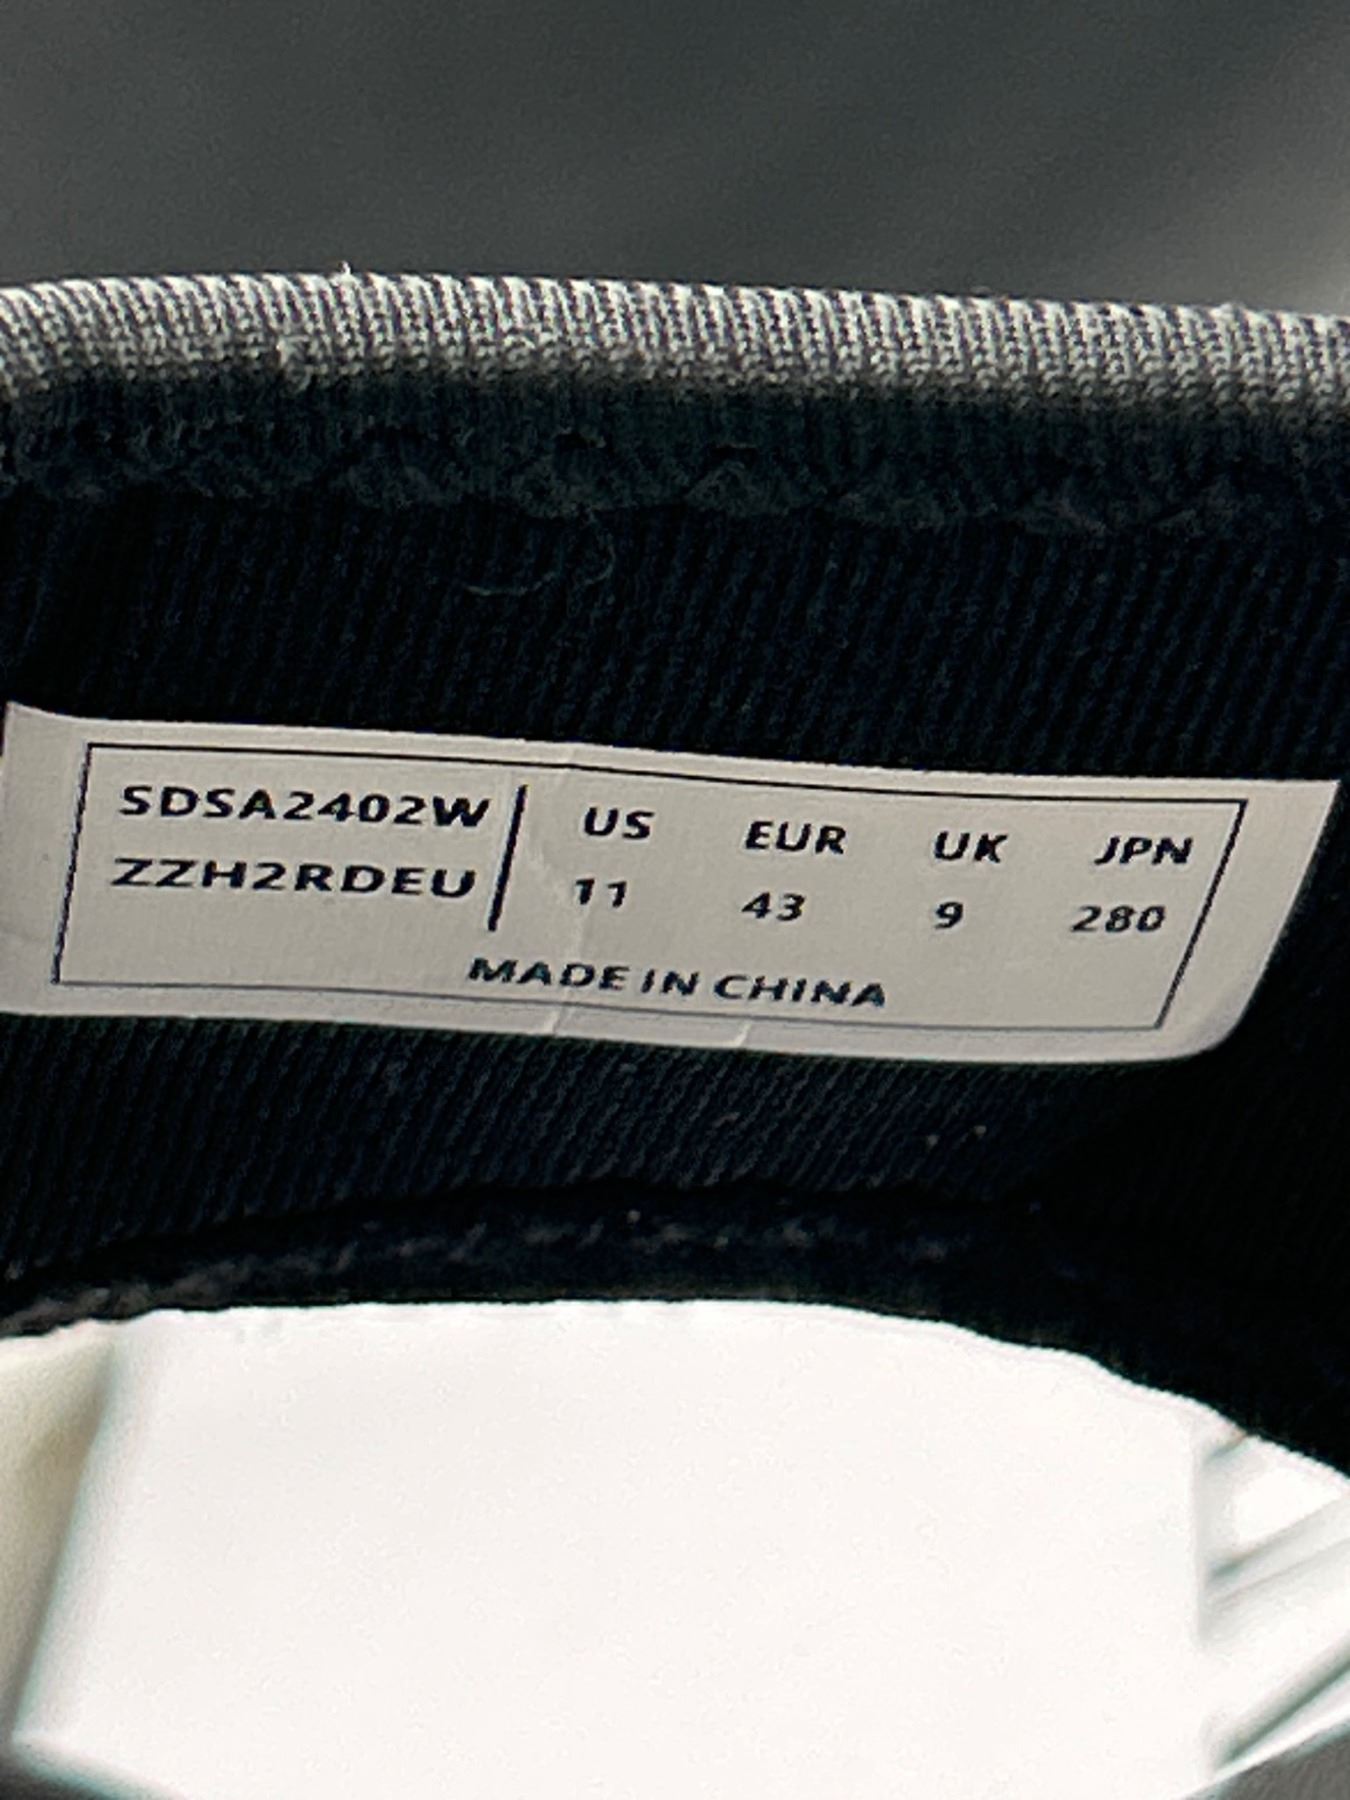 SDSA2402W US EUR UK JPN
ZZH2RDEU 11 43 9 280
MADE IN CHINA